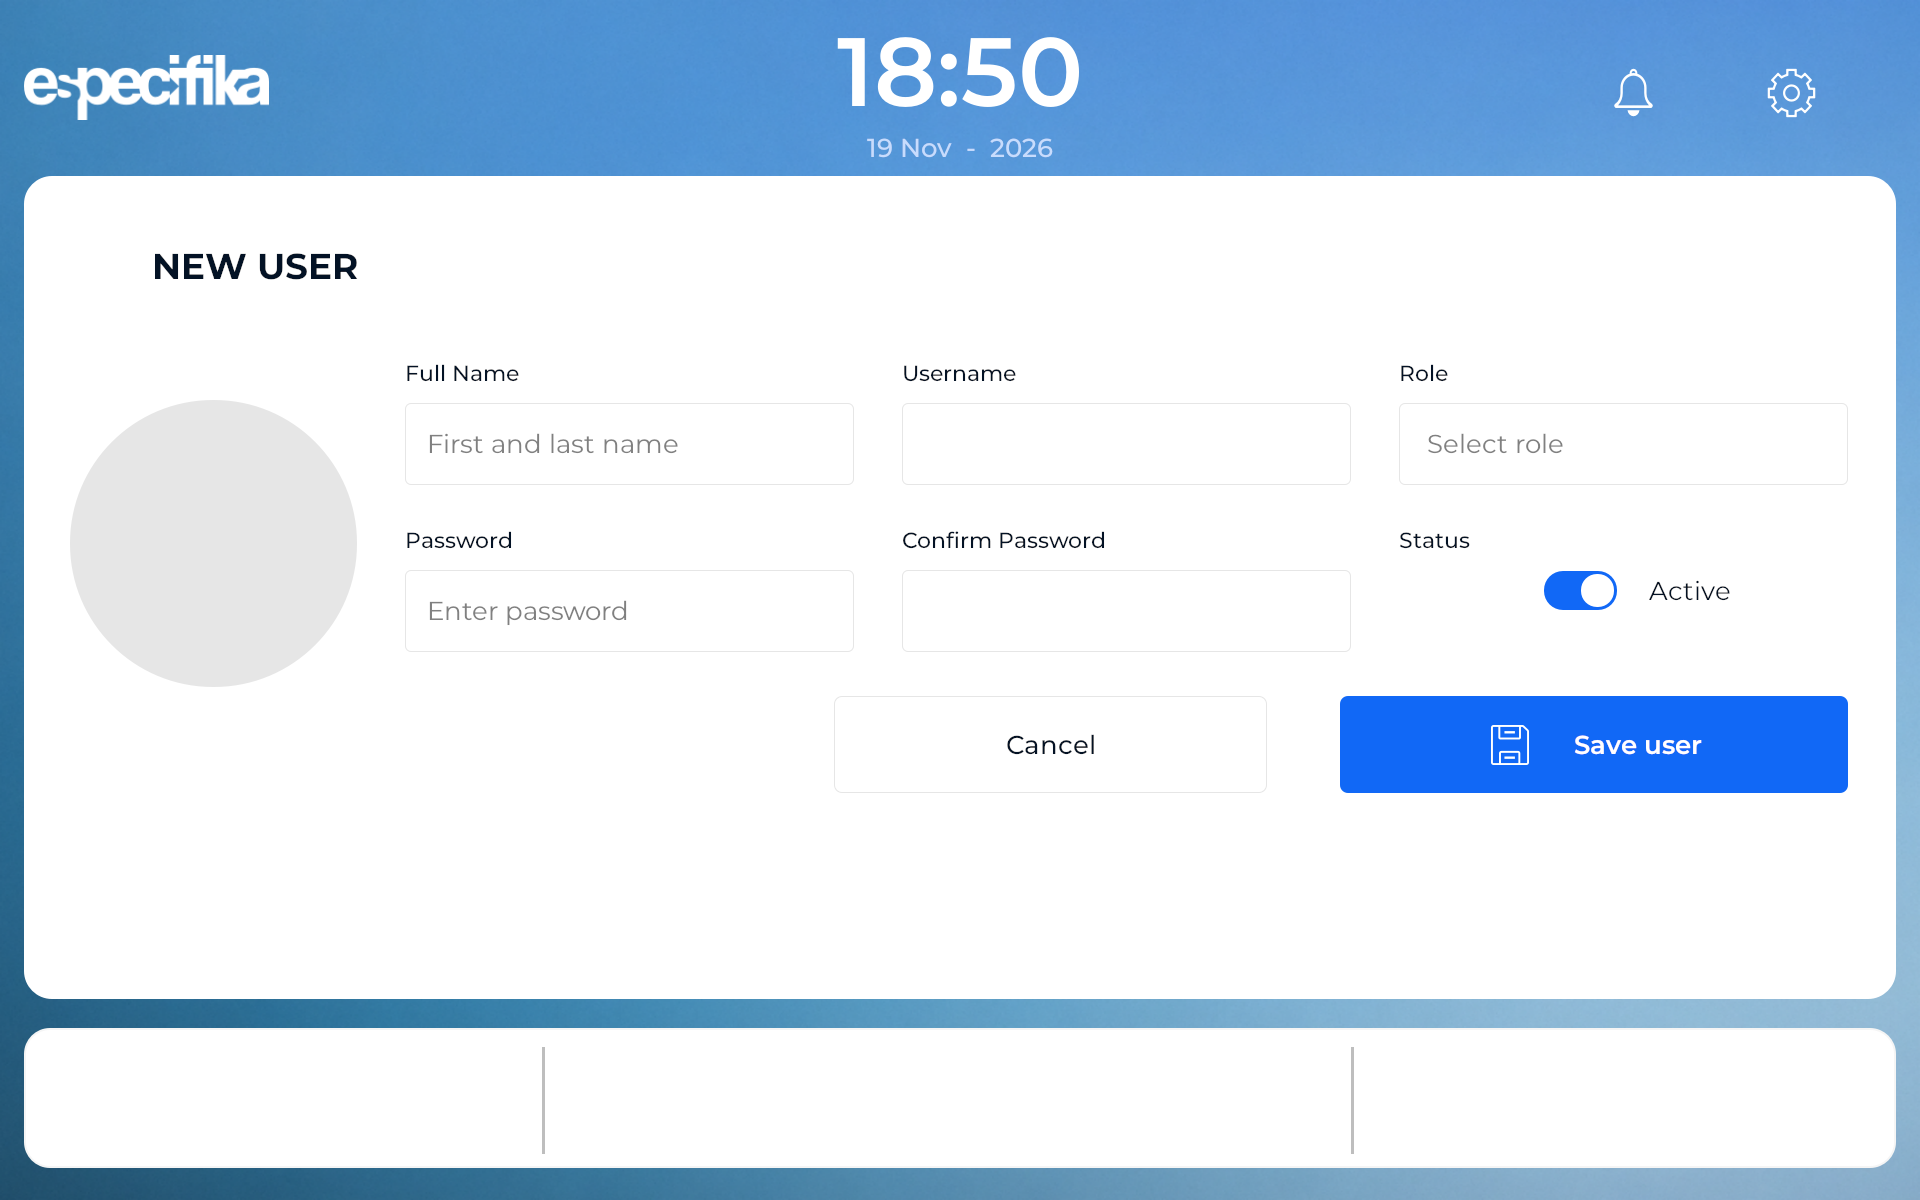 especifika
18:50
19 Nov - 2026
NEW USER
Full Name
Username
Role
First and last name
Select role
Password
Confirm Password
Status
Enter password
Active
Cancel
Save user